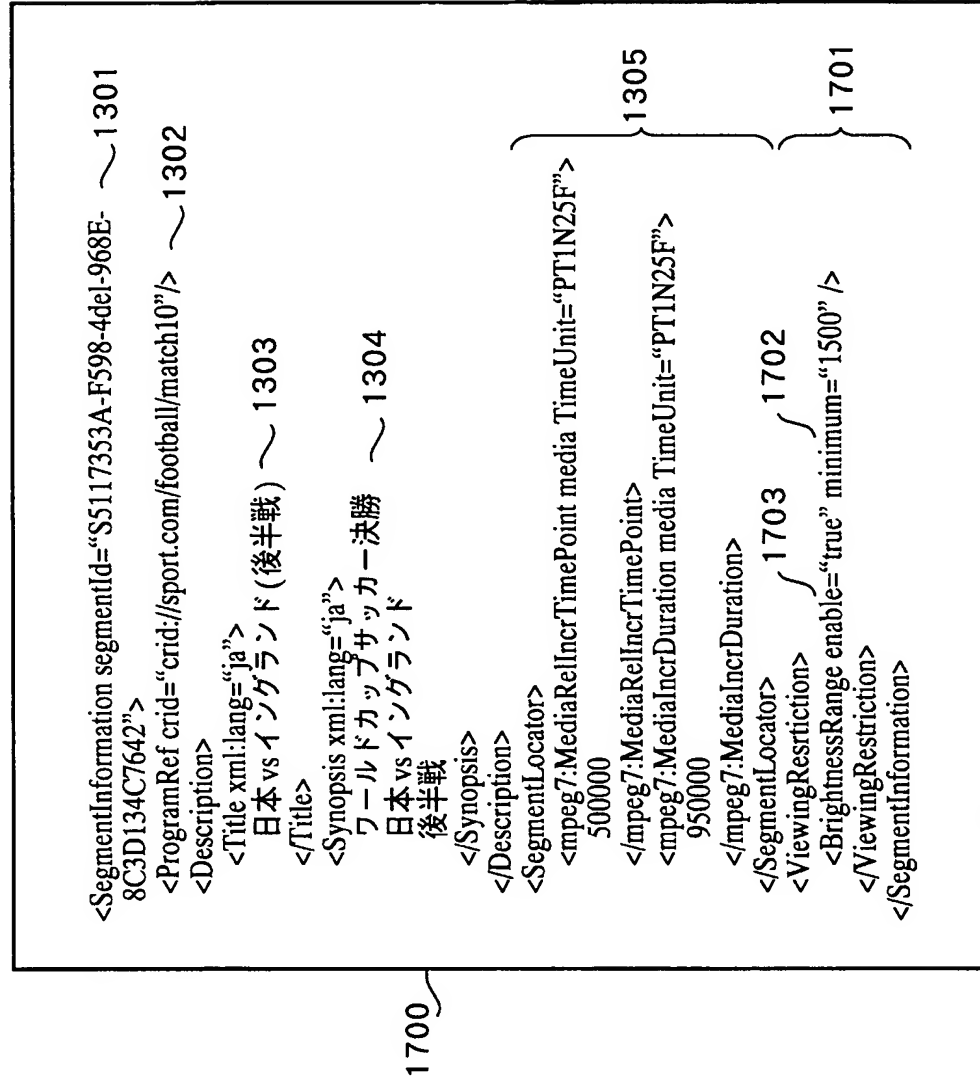 <SegmentInformation segmentId=“S5117353A-F598-4del-968E- 1301
8C3D134C7642”>
<ProgramRef crid=“crid://sport.com/football/match10”/> 1302
<Description>
<Title xml:lang=“ja”>
日本 vs イングランド (後半戦) 1303
</Title>
<Synopsis xml:lang=“ja”>
ワールドカップサッカー決勝 1304
日本 vs イングランド
後半戦
</Synopsis>
</Description>
<SegmentLocator>
<mpeg7:MediaRelIncrTimePoint media TimeUnit=“PT1N25F”>
500000
</mpeg7:MediaRelIncrTimePoint> 1305
<mpeg7:MediaIncrDuration media TimeUnit=“PT1N25F”>
950000
</mpeg7:MediaIncrDuration>
</SegmentLocator> 1703 1702
<ViewingResrtiction>
<BrightnessRange enable=“true” minimum=“1500” /> 1701
</ViewingRestriction>
</SegmentInformation>
1700